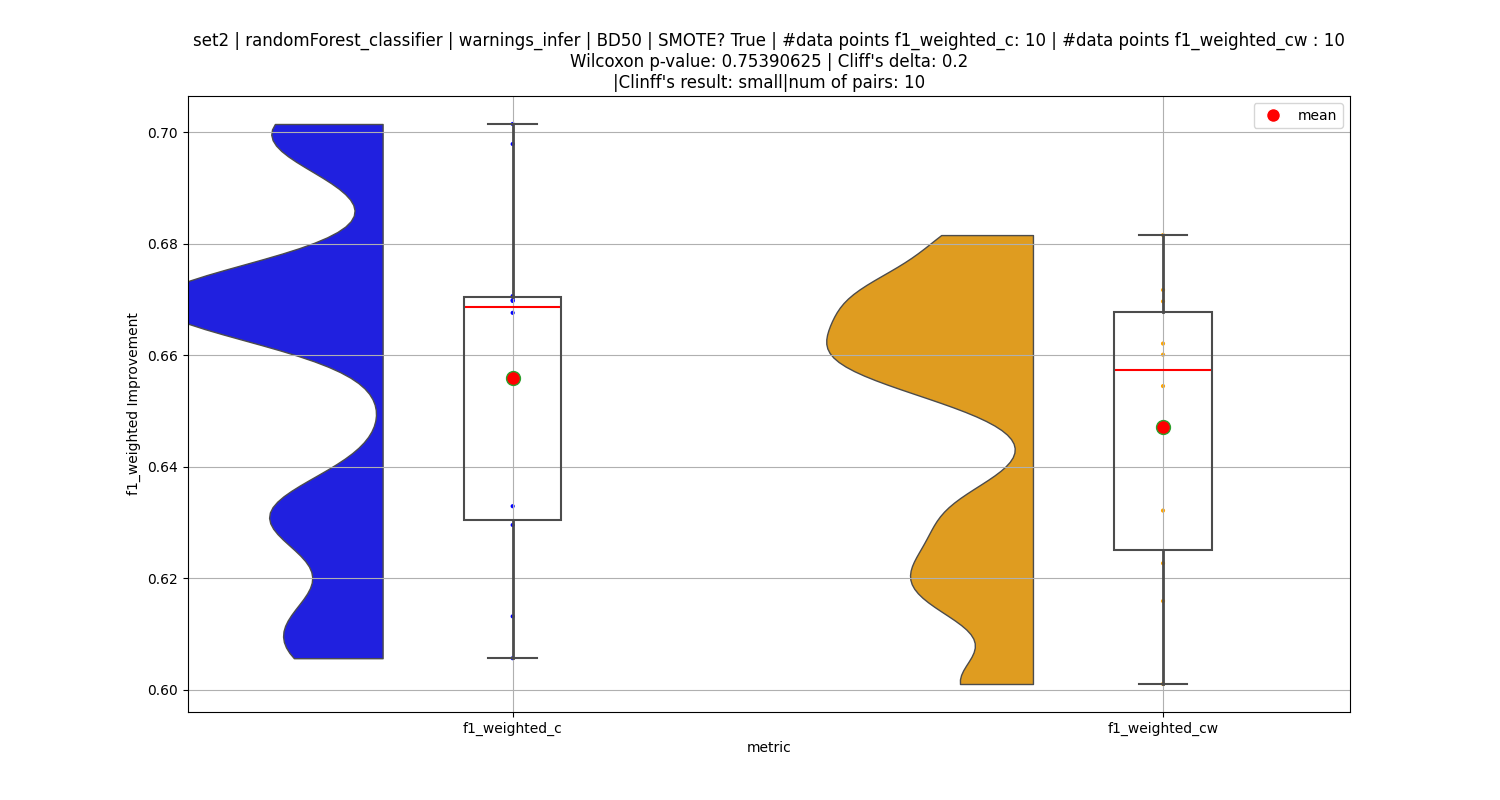 set2 | randomForest_classifier | warnings_infer | BD50 | SMOTE? True | #data points f1_weighted_c: 10 | #data points f1_weighted_cw : 10
Wilcoxon p-value: 0.75390625 | Cliff's delta: 0.2
|Clinff's result: small|num of pairs: 10
mean
0.70
0.68
0.66
0.64
0.62
0.60
f1_weighted Improvement
f1_weighted_c
f1_weighted_cw
metric